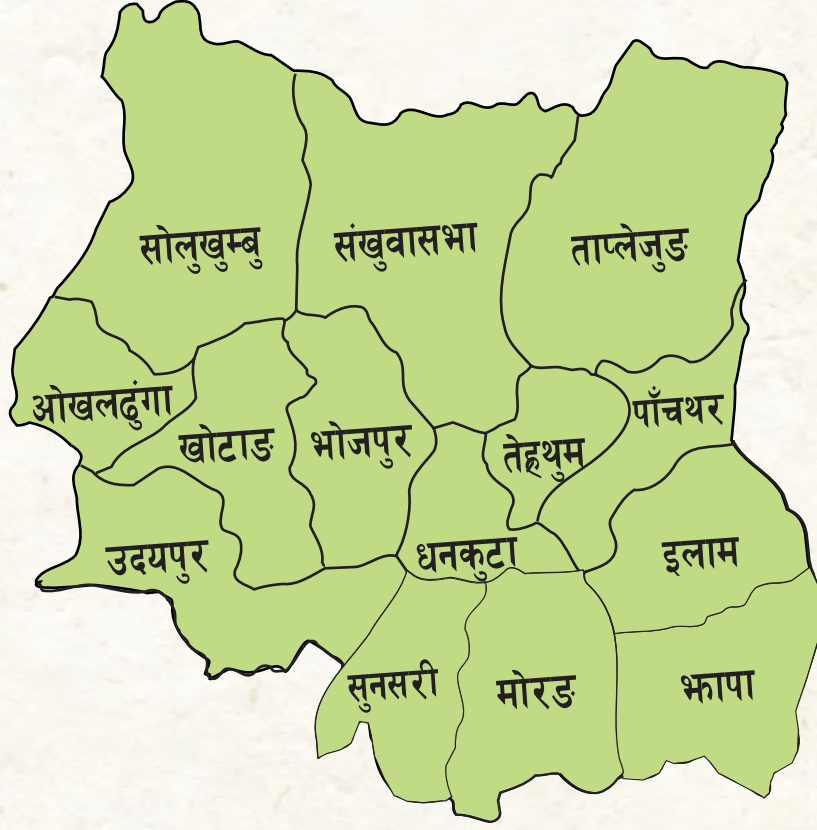 सोलुखुम्बु
संखुवासभा
ताप्लेजुङ
ओखलढुंगा
खोटाङ
भोजपुर
तेह्रथुम
पाँचथर
उदयपुर
धनकुटा
इलाम
सुनसरी
मोरङ
झापा